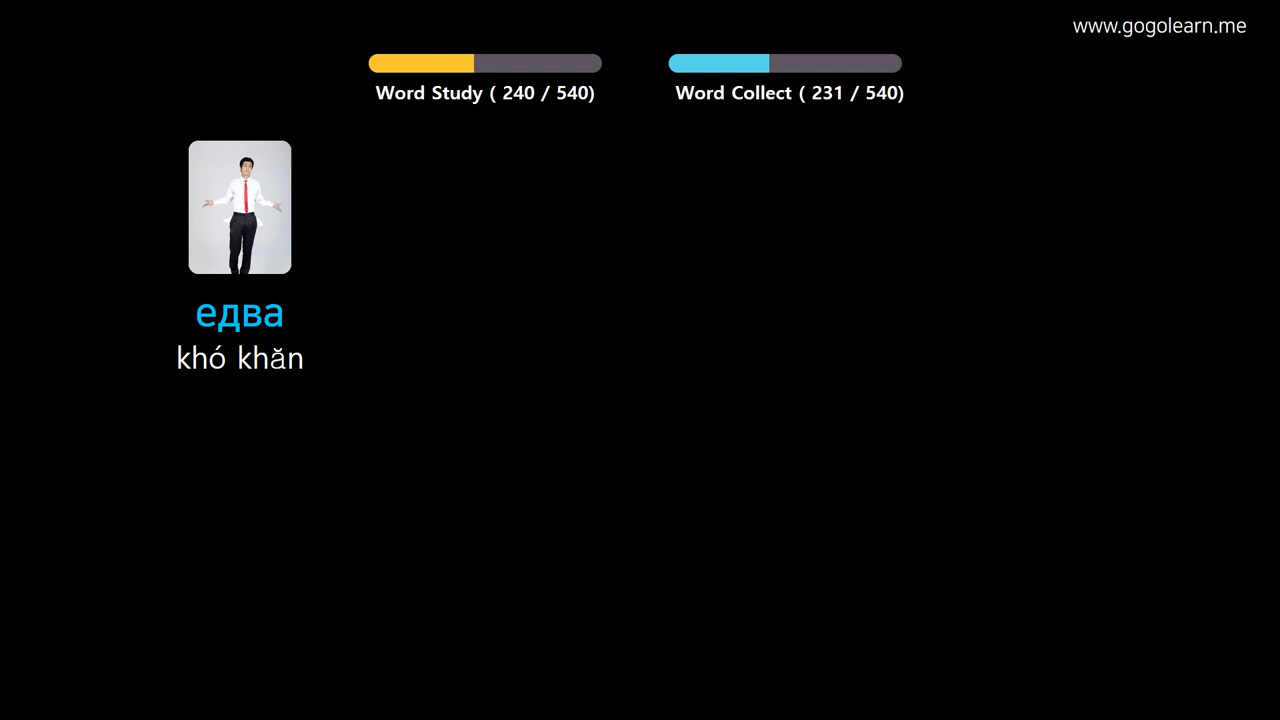 www.gogolearn.me
Word Study ( 240 / 540)
Word Collect ( 231 / 540)
едва
khó khăn